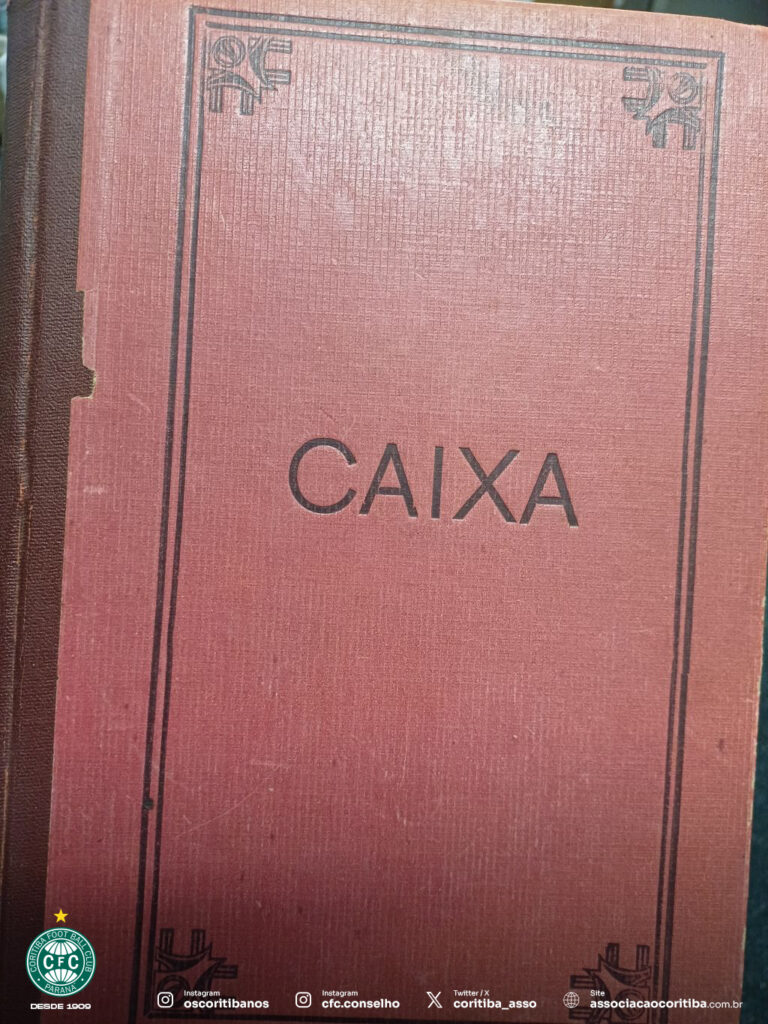 CAIXA
CORITIBA FOOT BALL CLUB
CFC
PARANÁ
DESDE 1909
Instagram
oscoritibanos
Instagram
cfc.conselho
Twitter / X
coritiba_asso
Site
associacaocoritiba.com.br